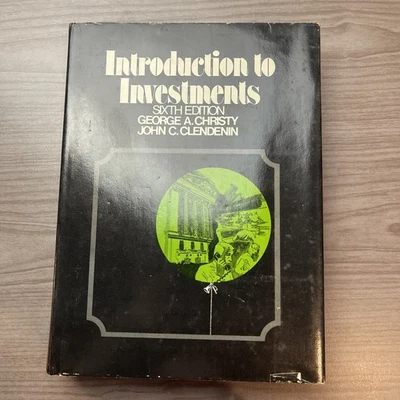 Introduction to
Investments
SIXTH EDITION
GEORGE A. CHRISTY
JOHN C. CLENDENIN